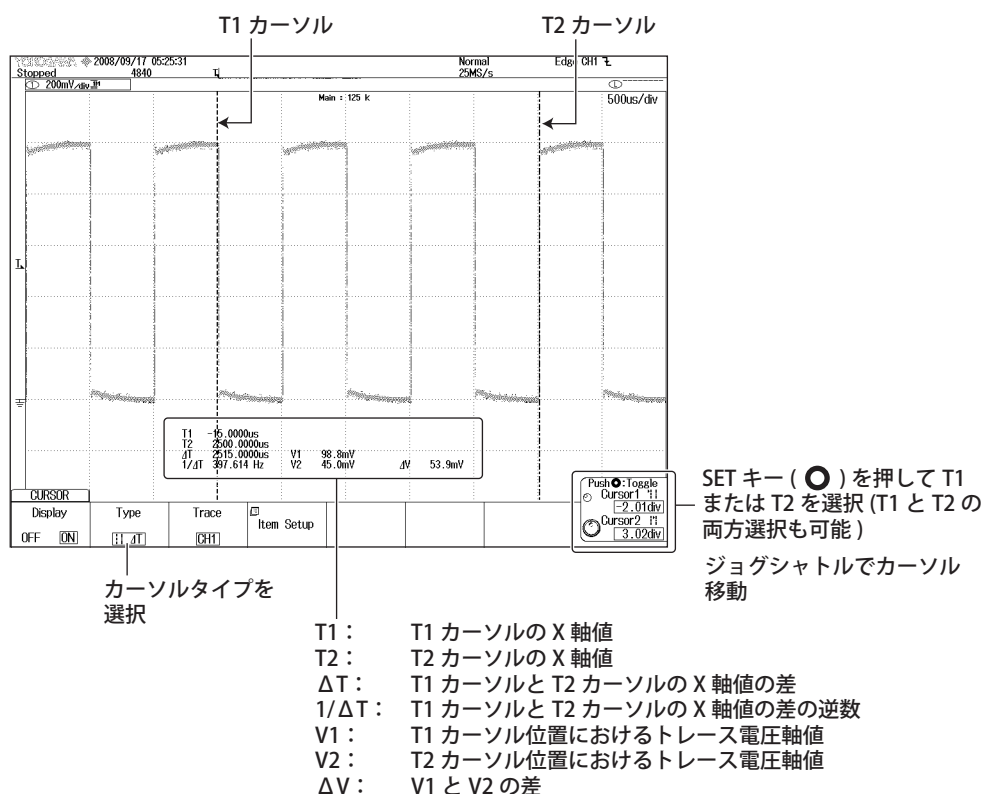 T1 カーソル
T2 カーソル
YOKOGAWA 2008/09/17 05:25:31
Normal
Edge CH1
Stopped
4840
25MS/s
① 200mV/div
Main : 125 k
500us/div
T1 -15.0000us
T2 2500.0000us
ΔT 2515.0000us V1 98.8mV
1/ΔT 397.614 Hz V2 45.0mV ΔV 53.9mV
CURSOR
Display
OFF ON
Type
ΔT
Trace
CH1
Item Setup
Push :Toggle
Cursor1
-2.01div
Cursor2
3.02div
SET キー ( ) を押して T1
または T2 を選択 (T1 と T2 の
両方選択も可能 )
ジョグシャトルでカーソル
移動
カーソルタイプを
選択
T1： T1 カーソルの X 軸値
T2： T2 カーソルの X 軸値
ΔT： T1 カーソルと T2 カーソルの X 軸値の差
1/ΔT： T1 カーソルと T2 カーソルの X 軸値の差の逆数
V1： T1 カーソル位置におけるトレース電圧軸値
V2： T2 カーソル位置におけるトレース電圧軸値
ΔV： V1 と V2 の差